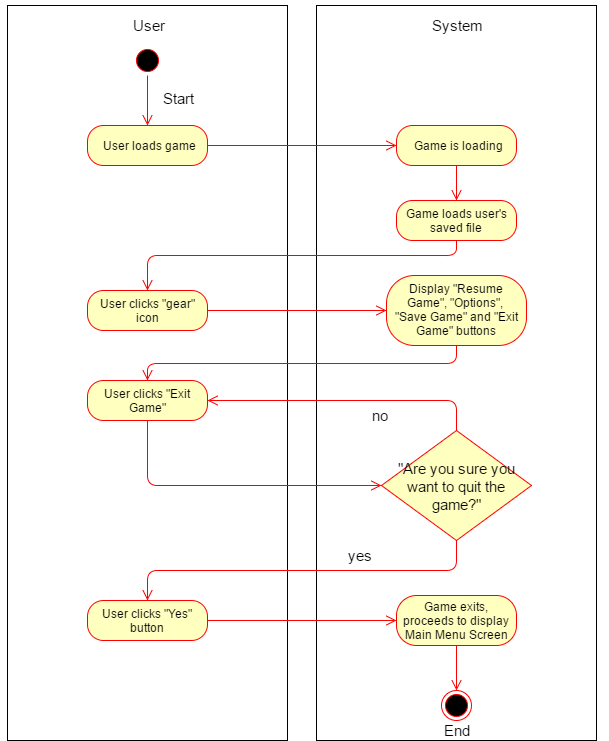 User
System
Start
User loads game
Game is loading
Game loads user's
saved file
User clicks "gear"
icon
Display "Resume
Game", "Options",
"Save Game" and "Exit
Game" buttons
User clicks "Exit
Game"
no
"Are you sure you
want to quit the
game?"
yes
User clicks "Yes"
button
Game exits,
proceeds to display
Main Menu Screen
End